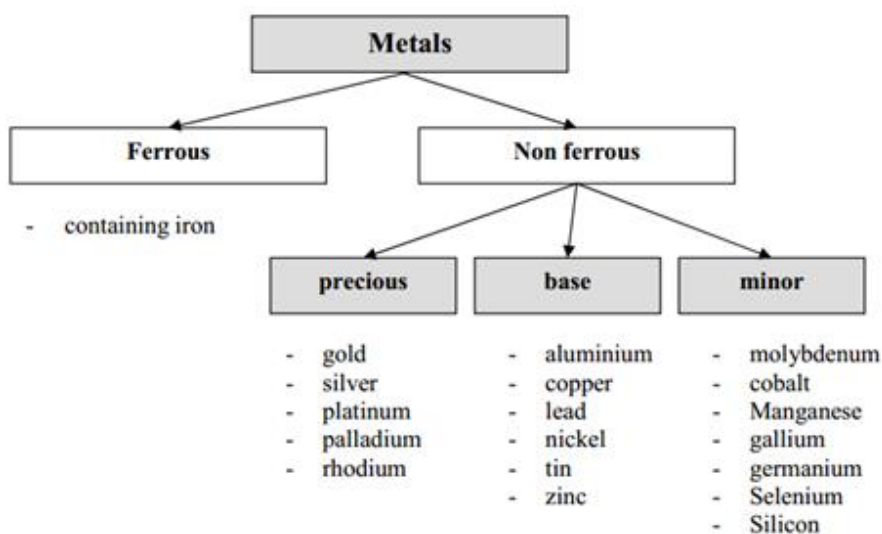 Metals
Ferrous
Non ferrous
- containing iron
precious
base
minor
- gold
- silver
- platinum
- palladium
- rhodium
- aluminium
- copper
- lead
- nickel
- tin
- zinc
- molybdenum
- cobalt
- Manganese
- gallium
- germanium
- Selenium
- Silicon